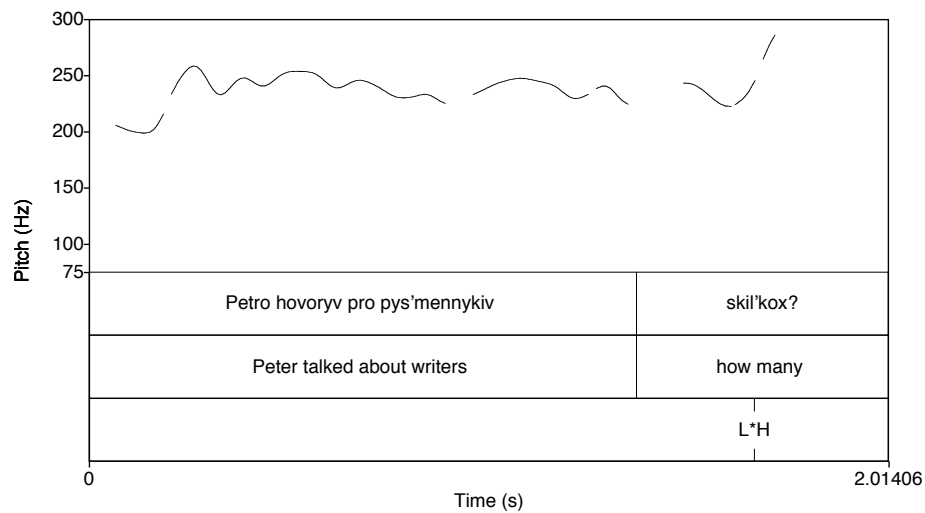 300
250
200
150
100
75
Pitch (Hz)
Petro hovoryv pro pys'mennykiv skil'kox?
Peter talked about writers how many
L*H
0 2.01406
Time (s)